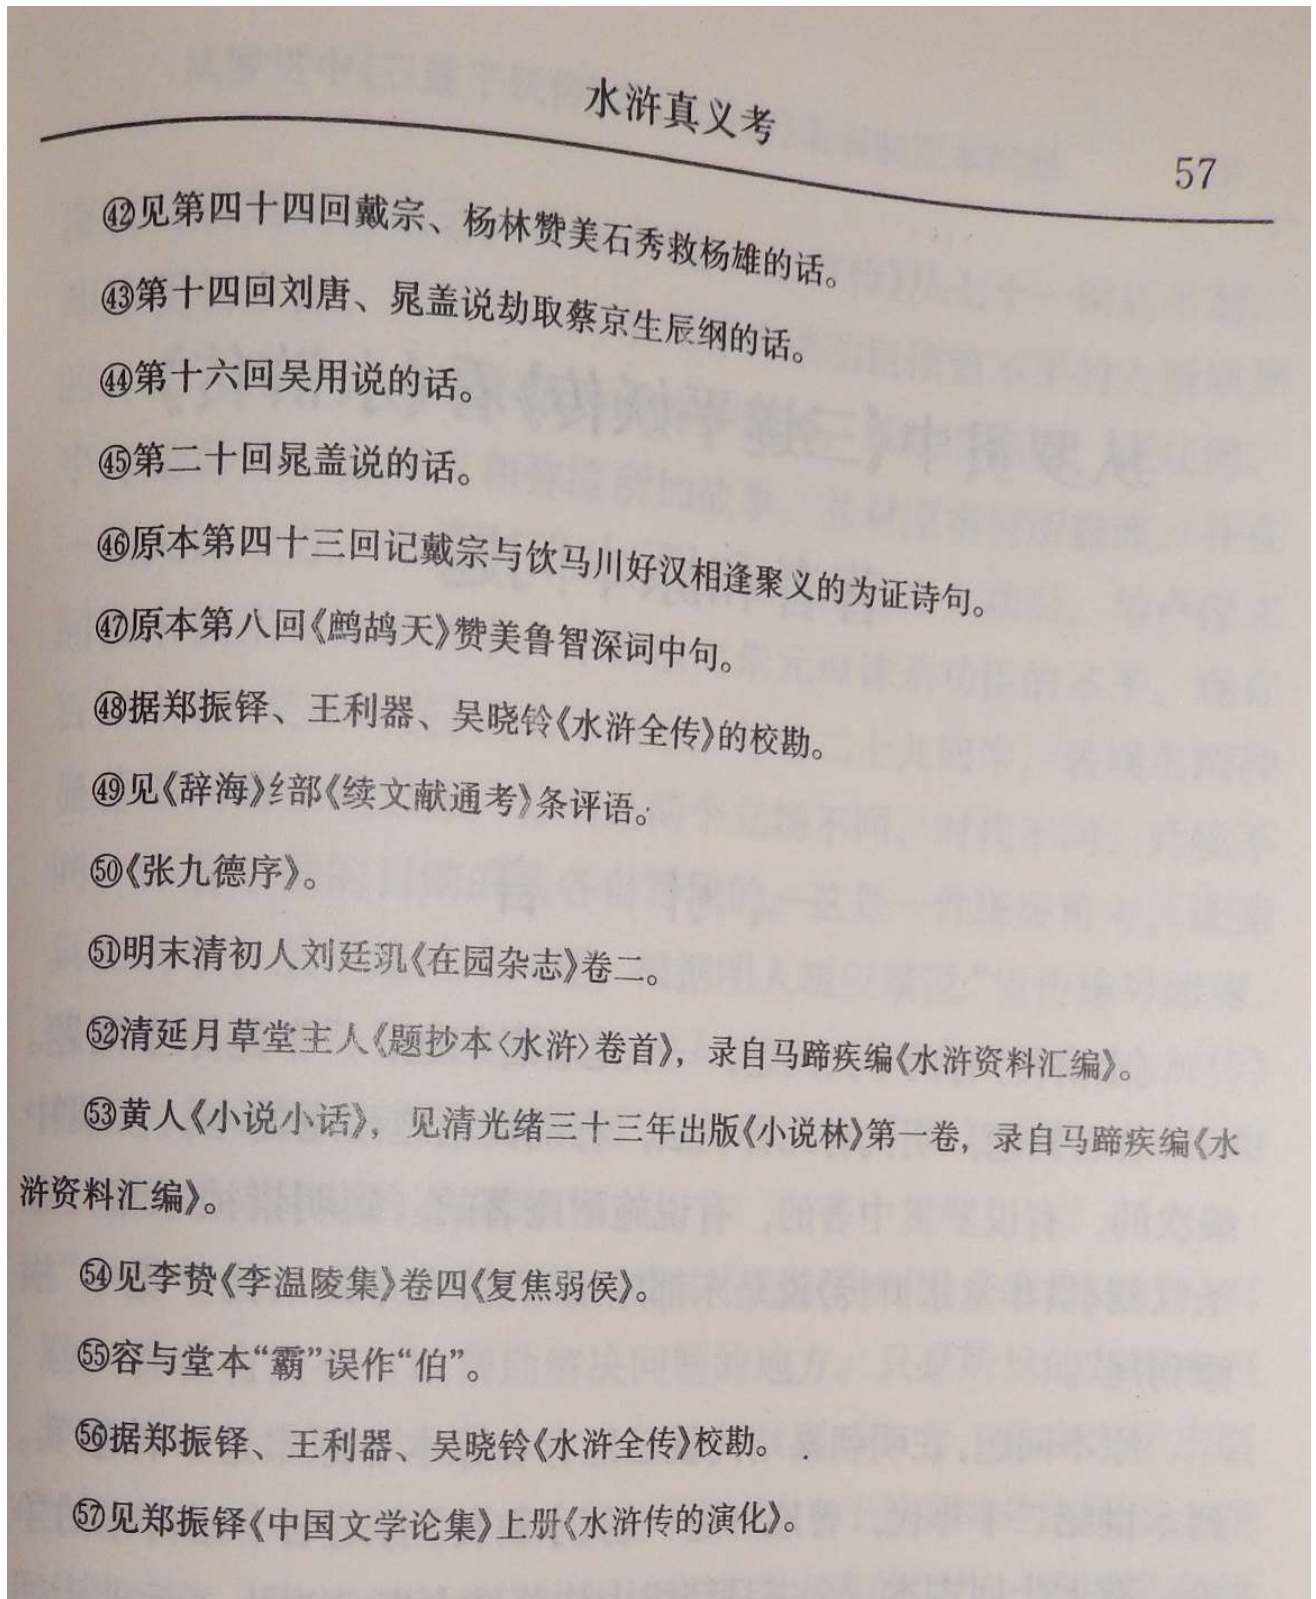 水浒真义考
57
㊷见第四十四回戴宗、杨林赞美石秀救杨雄的话。
㊸第十四回刘唐、晁盖说劫取蔡京生辰纲的话。
㊹第十六回吴用说的话。
㊺第二十回晁盖说的话。
㊻原本第四十三回记戴宗与饮马川好汉相逢聚义的为证诗句。
㊼原本第八回《鹧鸪天》赞美鲁智深词中句。
㊽据郑振铎、王利器、吴晓铃《水浒全传》的校勘。
㊾见《辞海》纟部《续文献通考》条评语。
㊿《张九德序》。
51明末清初人刘廷玑《在园杂志》卷二。
52清延月草堂主人《题抄本〈水浒〉卷首》，录自马蹄疾编《水浒资料汇编》。
53黄人《小说小话》，见清光绪三十三年出版《小说林》第一卷，录自马蹄疾编《水
浒资料汇编》。
54见李贽《李温陵集》卷四《复焦弱侯》。
55容与堂本“霸”误作“伯”。
56据郑振铎、王利器、吴晓铃《水浒全传》校勘。
57见郑振铎《中国文学论集》上册《水浒传的演化》。